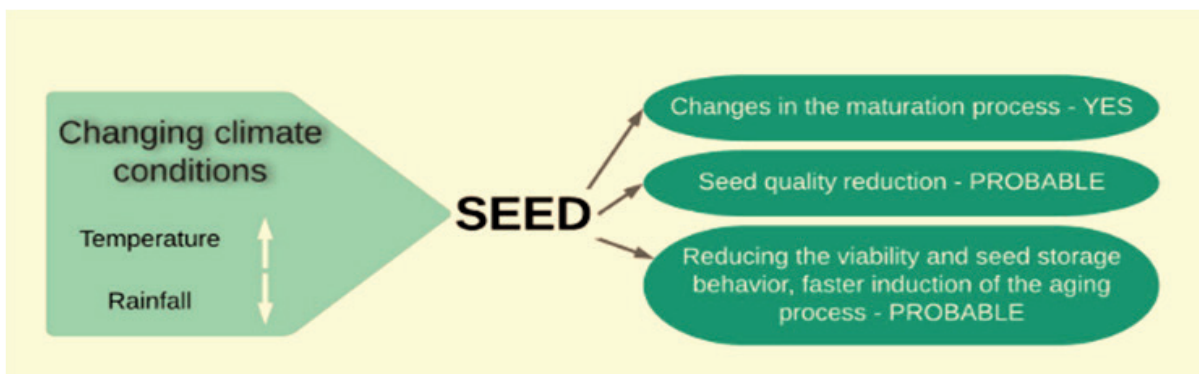 Changing climate
conditions
Temperature
Rainfall
SEED
Changes in the maturation process - YES
Seed quality reduction - PROBABLE
Reducing the viability and seed storage
behavior, faster induction of the aging
process - PROBABLE